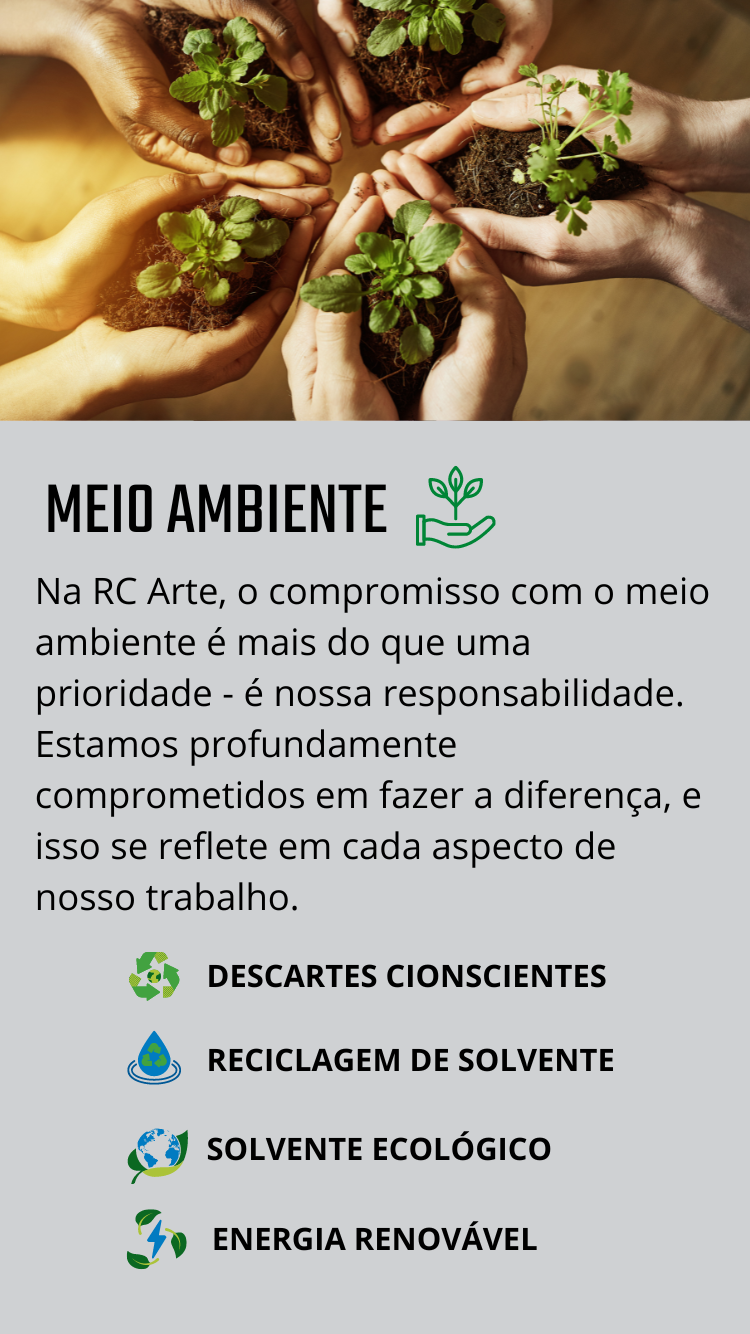 MEIO AMBIENTE
Na RC Arte, o compromisso com o meio
ambiente é mais do que uma
prioridade - é nossa responsabilidade.
Estamos profundamente
comprometidos em fazer a diferença, e
isso se reflete em cada aspecto de
nosso trabalho.
DESCARTES CIONSCIENTES
RECICLAGEM DE SOLVENTE
SOLVENTE ECOLÓGICO
ENERGIA RENOVÁVEL